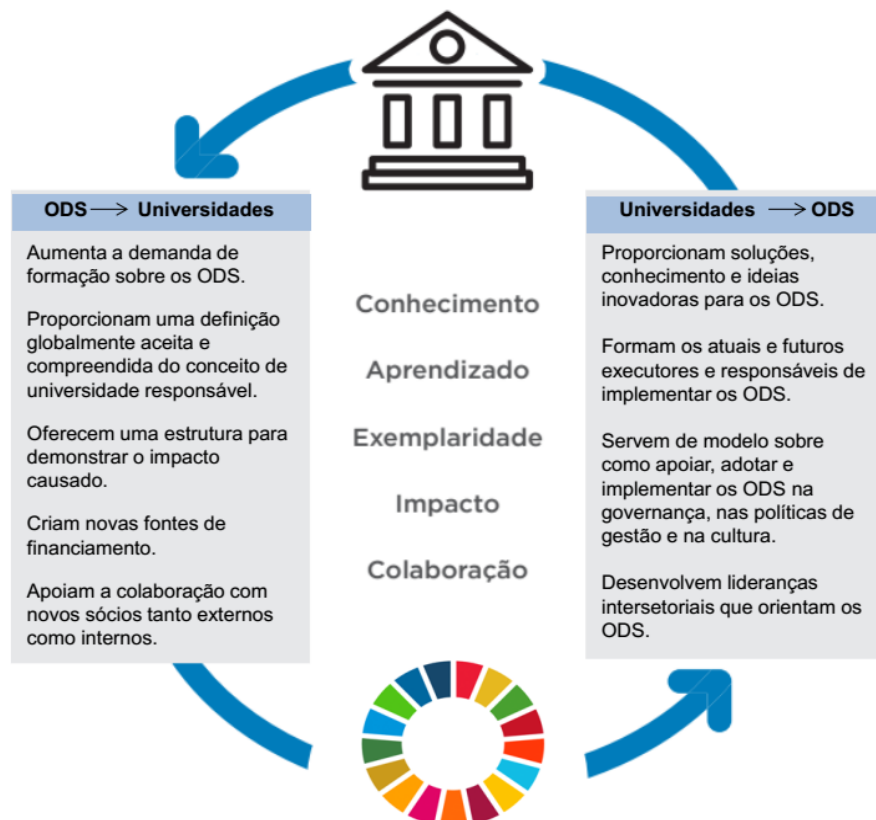 ODS → Universidades
Aumenta a demanda de
formação sobre os ODS.
Proporcionam uma definição
globalmente aceita e
compreendida do conceito de
universidade responsável.
Oferecem uma estrutura para
demonstrar o impacto
causado.
Criam novas fontes de
financiamento.
Apoiam a colaboração com
novos sócios tanto externos
como internos.
Conhecimento
Aprendizado
Exemplaridade
Impacto
Colaboração
Universidades → ODS
Proporcionam soluções,
conhecimento e ideias
inovadoras para os ODS.
Formam os atuais e futuros
executores e responsáveis de
implementar os ODS.
Servem de modelo sobre
como apoiar, adotar e
implementar os ODS na
governança, nas políticas de
gestão e na cultura.
Desenvolvem lideranças
intersetoriais que orientam os
ODS.